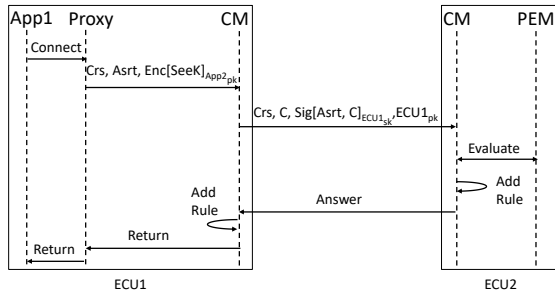 App1 Proxy CM CM PEM
Connect
Crs, Asrt, Enc[SeeK]App2pk
Crs, C, Sig[Asrt, C]ECU1sk,ECU1pk
Evaluate
Add
Rule
Answer
Add
Rule
Return
Return
ECU1
ECU2